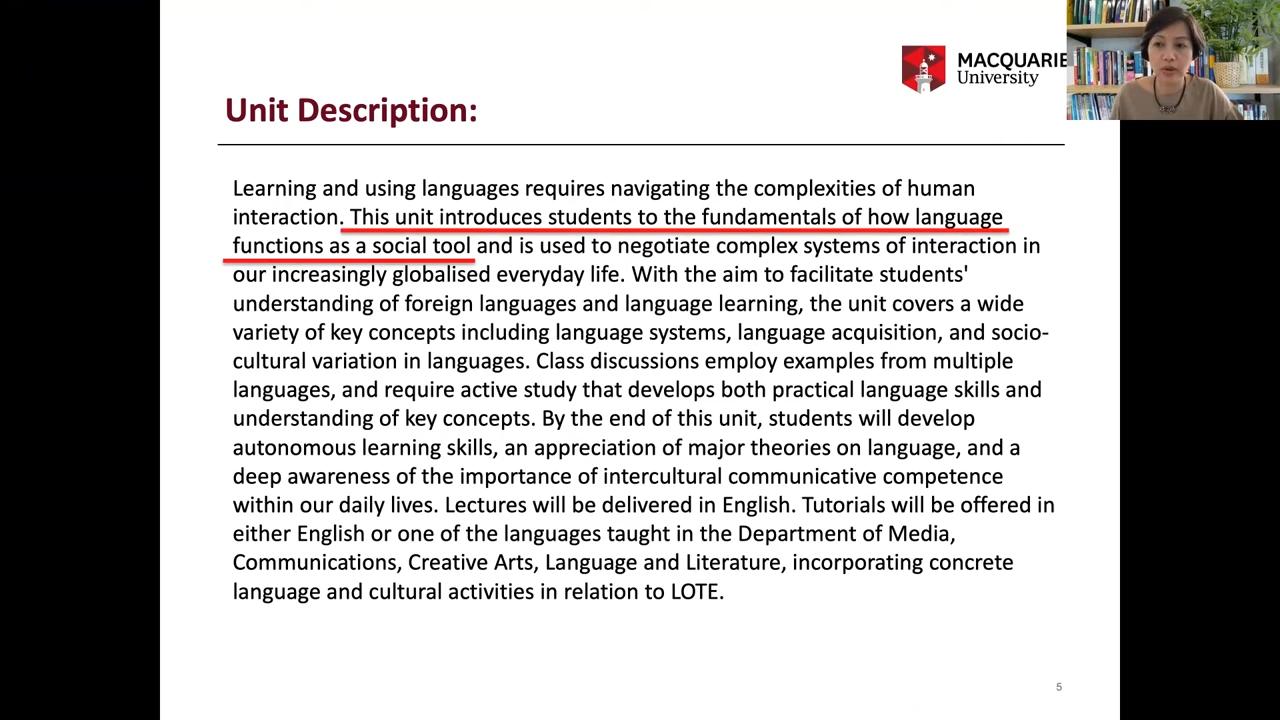 MACQUARIE
University
Unit Description:
Learning and using languages requires navigating the complexities of human
interaction. This unit introduces students to the fundamentals of how language
functions as a social tool and is used to negotiate complex systems of interaction in
our increasingly globalised everyday life. With the aim to facilitate students'
understanding of foreign languages and language learning, the unit covers a wide
variety of key concepts including language systems, language acquisition, and socio-
cultural variation in languages. Class discussions employ examples from multiple
languages, and require active study that develops both practical language skills and
understanding of key concepts. By the end of this unit, students will develop
autonomous learning skills, an appreciation of major theories on language, and a
deep awareness of the importance of intercultural communicative competence
within our daily lives. Lectures will be delivered in English. Tutorials will be offered in
either English or one of the languages taught in the Department of Media,
Communications, Creative Arts, Language and Literature, incorporating concrete
language and cultural activities in relation to LOTE.
5